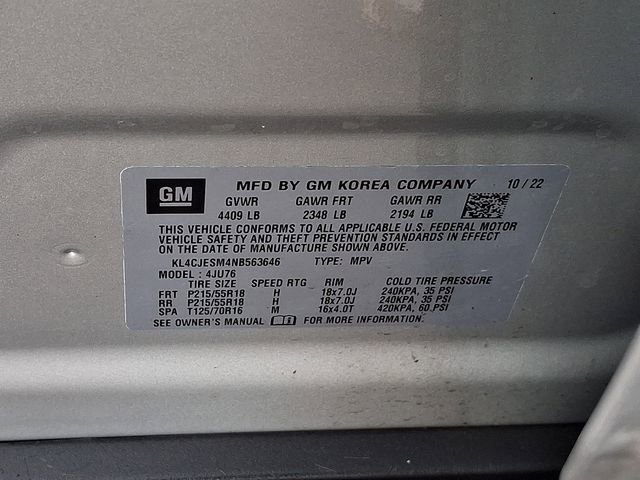 GM
MFD BY GM KOREA COMPANY 10 / 22
GVWR GAWR FRT GAWR RR
4409 LB 2348 LB 2194 LB
THIS VEHICLE CONFORMS TO ALL APPLICABLE U.S. FEDERAL MOTOR
VEHICLE SAFETY AND THEFT PREVENTION STANDARDS IN EFFECT
ON THE DATE OF MANUFACTURE SHOWN ABOVE.
KL4CJESM4NB563646 TYPE: MPV
MODEL : 4JU76
TIRE SIZE SPEED RTG RIM COLD TIRE PRESSURE
FRT P215/55R18 H 18x7.0J 240KPA, 35 PSI
RR P215/55R18 H 18x7.0J 240KPA, 35 PSI
SPA T125/70R16 M 16x4.0T 420KPA, 60 PSI
SEE OWNER'S MANUAL FOR MORE INFORMATION.